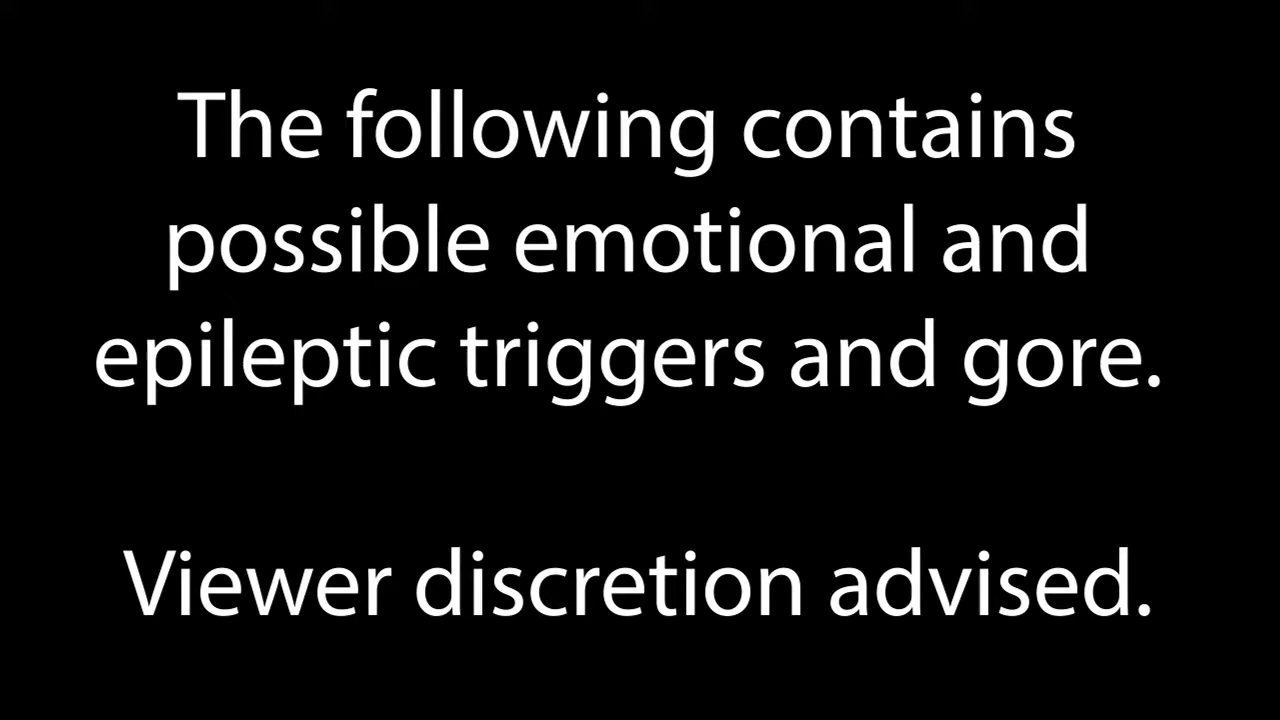 The following contains
possible emotional and
epileptic triggers and gore.
Viewer discretion advised.